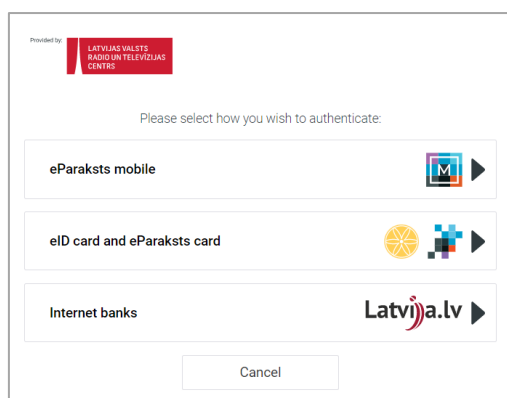 Provided by:
LATVIJAS VALSTS
RADIO UN TELEVĪZIJAS
CENTRS
Please select how you wish to authenticate:
eParaksts mobile
M
eID card and eParaksts card
Internet banks
Latvija.lv
Cancel